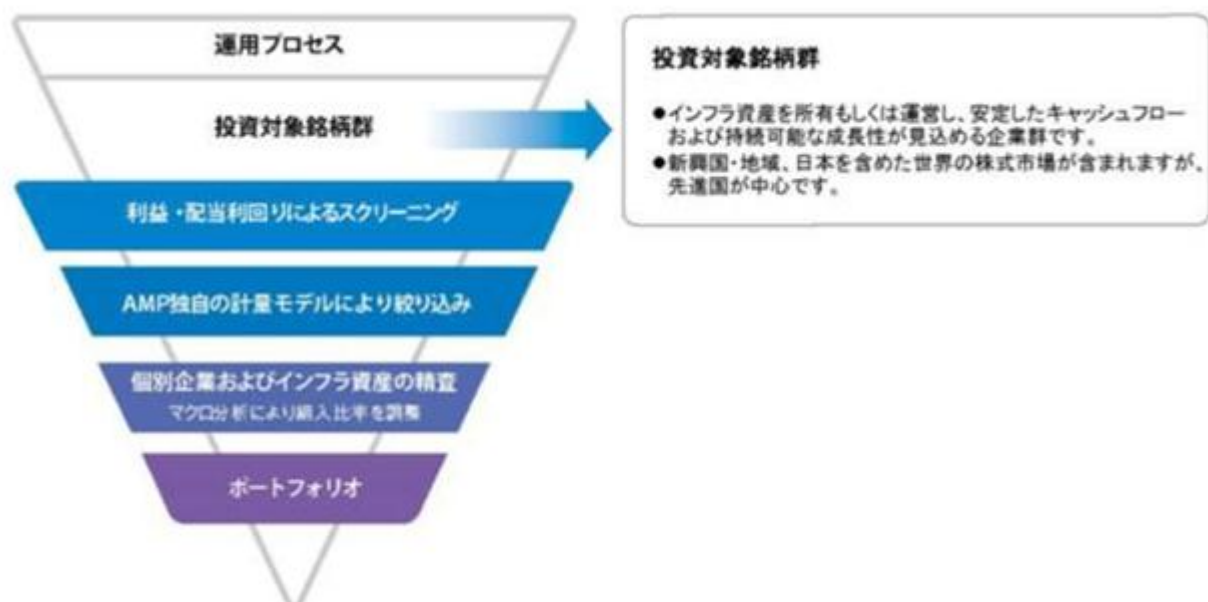 運用プロセス
投資対象銘柄群
利益・配当利回りによるスクリーニング
AMP独自の計量モデルにより絞り込み
個別企業およびインフラ資産の精査
マクロ分析により組入比率を調整
ポートフォリオ
投資対象銘柄群
●インフラ資産を所有もしくは運営し、安定したキャッシュフロー
および持続可能な成長性が見込める企業群です。
●新興国・地域、日本を含めた世界の株式市場が含まれますが、
先進国が中心です。